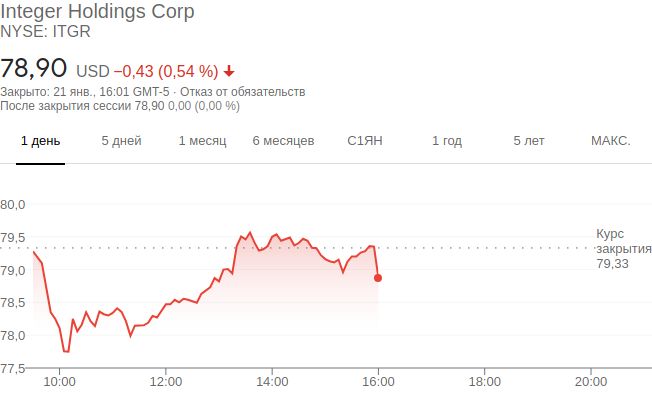 Integer Holdings Corp
NYSE: ITGR
78,90 USD −0,43 (0,54 %)
Закрыто: 21 янв., 16:01 GMT-5 · Отказ от обязательств
После закрытия сессии 78,90 0,00 (0,00 %)
1 день 5 дней 1 месяц 6 месяцев С1ЯН 1 год 5 лет МАКС.
80,0
79,5
79,0
78,5
78,0
77,5
Курс
закрытия
79,33
10:00 12:00 14:00 16:00 18:00 20:00